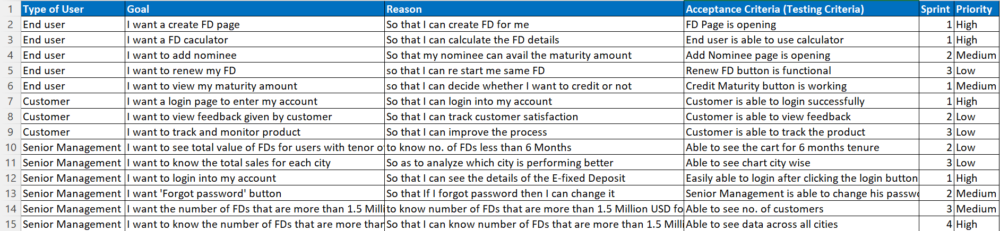 1 Type of User Goal Reason Acceptance Criteria (Testing Criteria) Sprint Priority
2 End user I want a create FD page So that I can create FD for me FD Page is opening 1 High
3 End user I want a FD caculator So that I can calculate the FD details End user is able to use calculator 1 High
4 End user I want to add nominee So that my nominee can avail the maturity amount Add Nominee page is opening 2 Medium
5 End user I want to renew my FD so that I can re start me same FD Renew FD button is functional 3 Low
6 End user I want to view my maturity amount so that I can decide whether I want to credit or not Credit Maturity button is working 1 Medium
7 Customer I want a login page to enter my account So that I can login into my account Customer is able to login successfully 1 High
8 Customer I want to view feedback given by customer So that I can track customer satisfaction Customer is able to view feedback 2 Low
9 Customer I want to track and monitor product So that I can improve the process Customer is able to track the product 3 Low
10 Senior Management I want to see total value of FDs for users with tenor to know no. of FDs less than 6 Months Able to see the cart for 6 months tenure 2 Low
11 Senior Management I want to know the total sales for each city So as to analyze which city is performing better Able to see chart city wise 3 Low
12 Senior Management I want to login into my account So that I can see the details of the E-fixed Deposit Easily able to login after clicking the login button 1 High
13 Senior Management I want 'Forgot password' button So that If I forgot password then I can change it Senior Management is able to change his 2 Medium
14 Senior Management I want the number of FDs that are more than 1.5 to know number of FDs that are more than 1.5 Million USD Able to see no. of customers 3 Medium
15 Senior Management I want to know the number of FDs that are more than So that I can know number of FDs that are more than 1.5 Able to see data across all cities 4 High